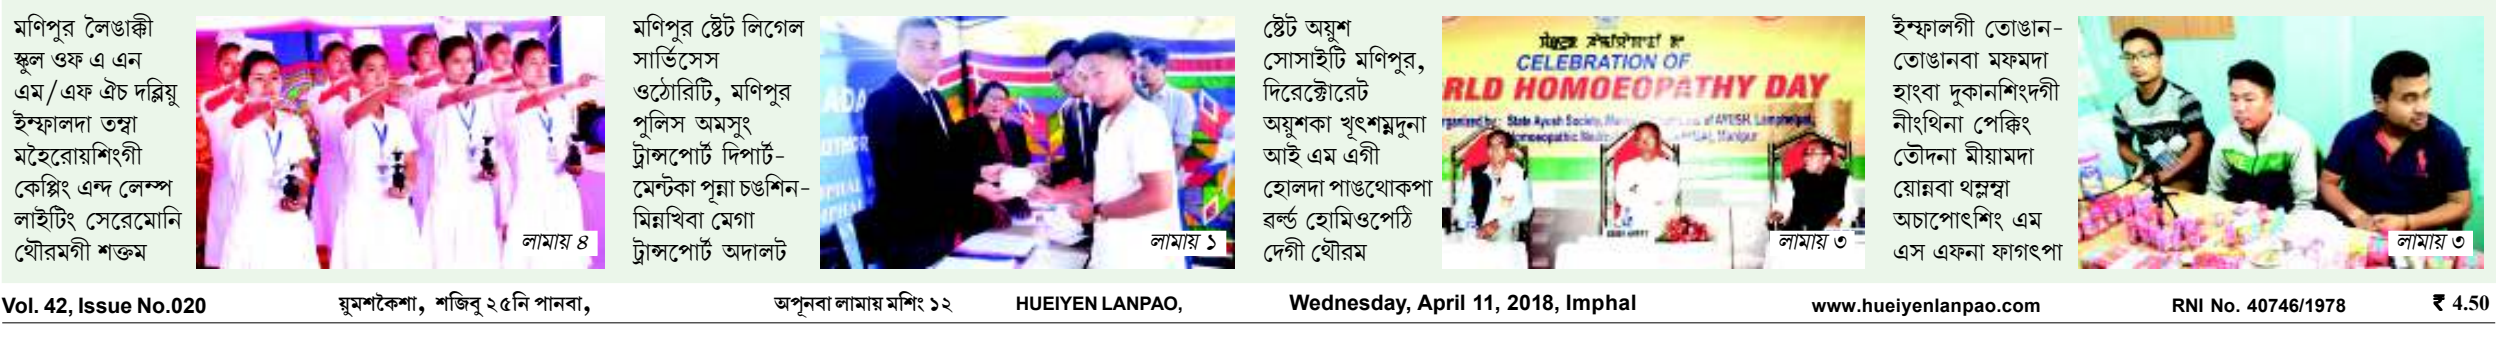 মণিপুর লৈঙাক্কী
স্কুল ওফ এ এন
এম/এফ ঐচ দব্লিয়ু
ইম্ফালদা তম্বা
মহৈরোয়শিংগী
কেপ্পিং এন্দ লেম্প
লাইটিং সেরেমোনি
থৌরমগী শক্তম
লামায় ৪
মণিপুর ষ্টেট লিগেল
সার্ভিসেস
ওঠোরিটি, মণিপুর
পুলিস অমসুং
ট্রান্সপোর্ট দিপার্ট-
মেন্টকা পূন্না চঙশিন-
মিন্নখিবা মেগা
ট্রান্সপোর্ট অদালট
লামায় ১
ষ্টেট অয়ুশ
সোসাইটি মণিপুর,
দিরেক্টোরেট
অয়ুশকা খূৎশম্নদুনা
আই এম এগী
হোলদা পাঙথোকপা
ৱর্ল্ড হোমিওপেঠি
দেগী থৌরম
CELEBRATION OF
RLD HOMOEOPATHY DAY
লামায় ৩
ইম্ফালগী তোঙান-
তোঙানবা মফমদা
হাংবা দুকানশিংদগী
নীংথিনা পেক্কিং
তৌদনা মীয়ামদা
য়োন্নবা থম্লম্বা
অচাপোৎশিং এম
এস এফনা ফাগৎপা
লামায় ৩
Vol. 42, Issue No.020 য়ুমশকৈশা, শজিবু ২৫নি পানবা, অপূনবা লামায় মশিং ১২ HUEIYEN LANPAO, Wednesday, April 11, 2018, Imphal www.hueiyenlanpao.com RNI No. 40746/1978 ₹ 4.50